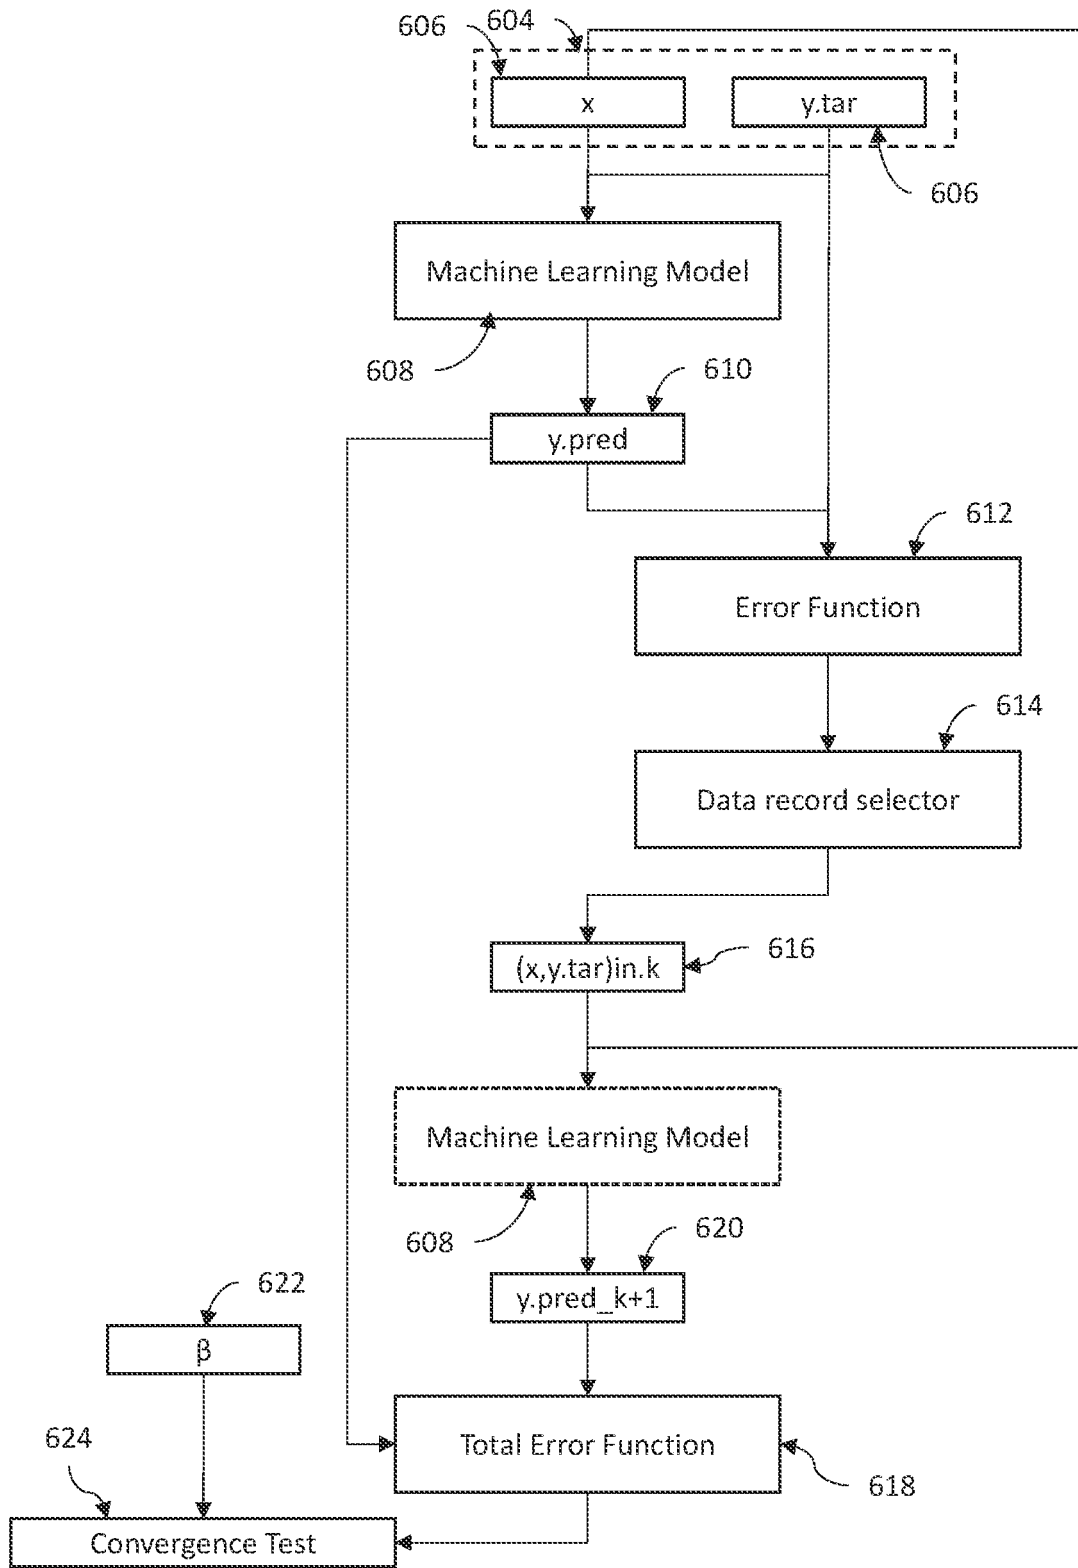 606
604
x
y.tar
606
Machine Learning Model
608
610
y.pred
612
Error Function
614
Data record selector
(x,y.tar)in.k
616
Machine Learning Model
608
620
y.pred_k+1
622
β
624
Total Error Function
618
Convergence Test